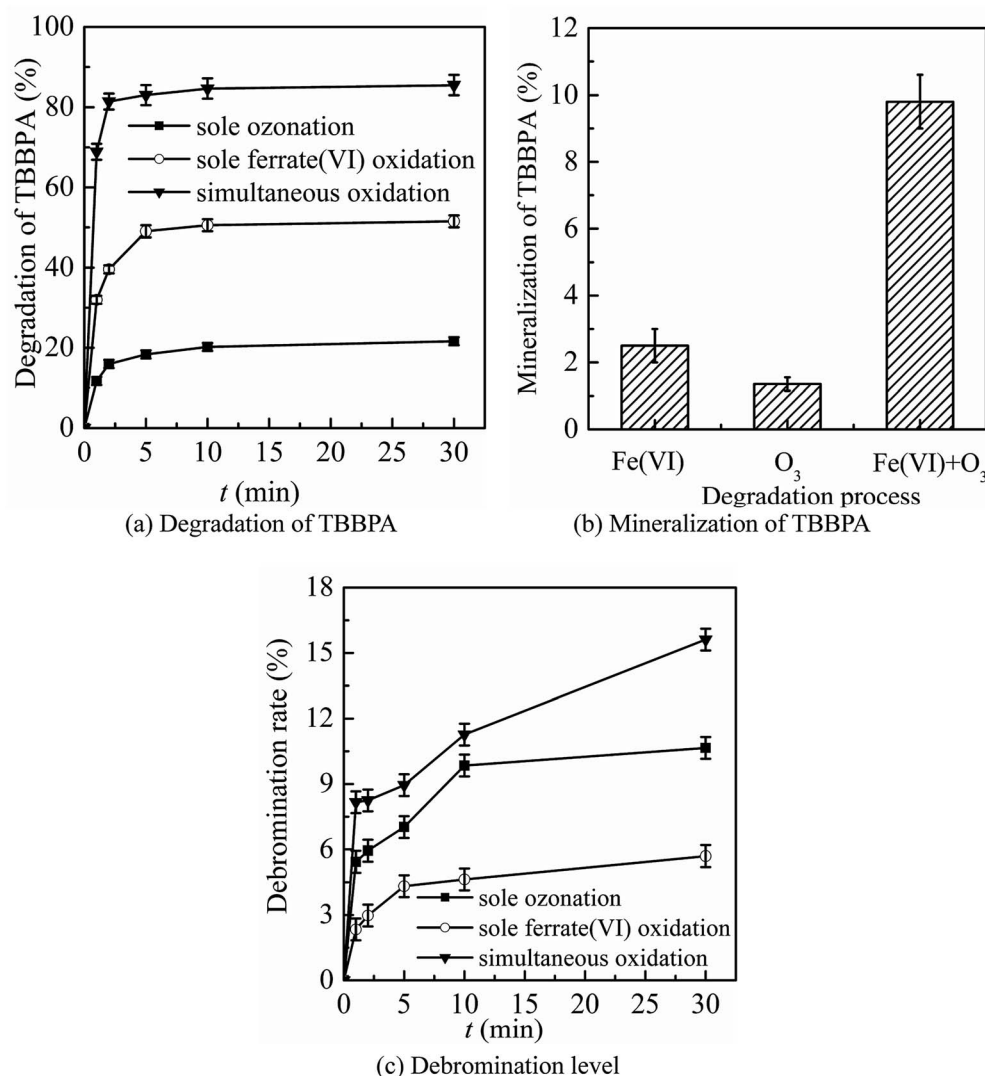 Degradation of TBBPA (%)
100
80
60
40
20
0
sole ozonation
sole ferrate(VI) oxidation
simultaneous oxidation
0 5 10 15 20 25 30
t (min)
(a) Degradation of TBBPA
Mineralization of TBBPA (%)
12
10
8
6
4
2
0
Fe(VI) O3 Fe(VI)+O3
Degradation process
(b) Mineralization of TBBPA
Debromination rate (%)
18
15
12
9
6
3
0
sole ozonation
sole ferrate(VI) oxidation
simultaneous oxidation
0 5 10 15 20 25 30
t (min)
(c) Debromination level